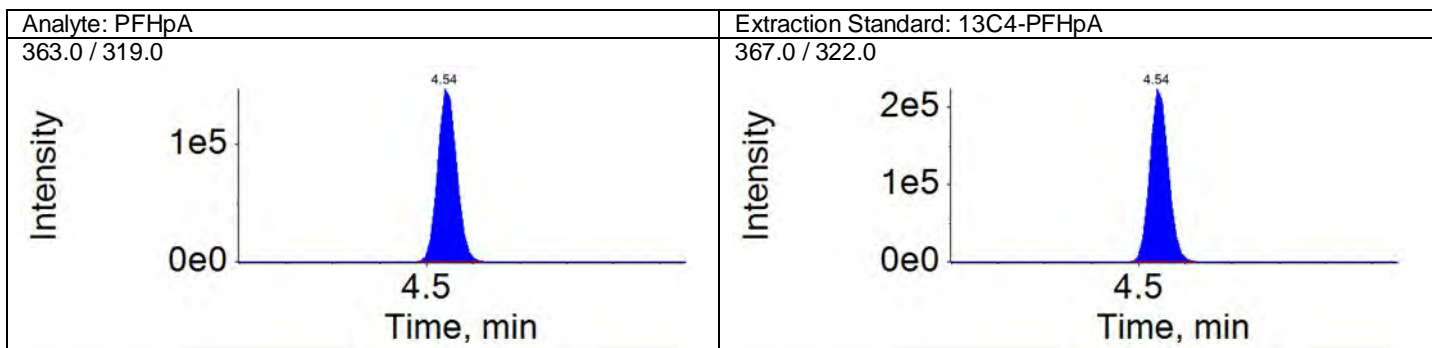 Analyte: PFHpA
363.0 / 319.0
4.54
Intensity
1e5
0e0
4.5
Time, min
Extraction Standard: 13C4-PFHpA
367.0 / 322.0
4.54
Intensity
2e5
1e5
0e0
4.5
Time, min